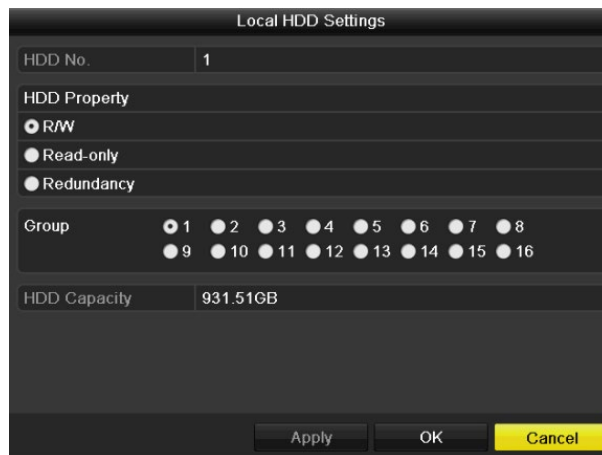 Local HDD Settings
HDD No. 1
HDD Property
R/W
Read-only
Redundancy
Group 1 2 3 4 5 6 7 8
9 10 11 12 13 14 15 16
HDD Capacity 931.51GB
Apply OK Cancel